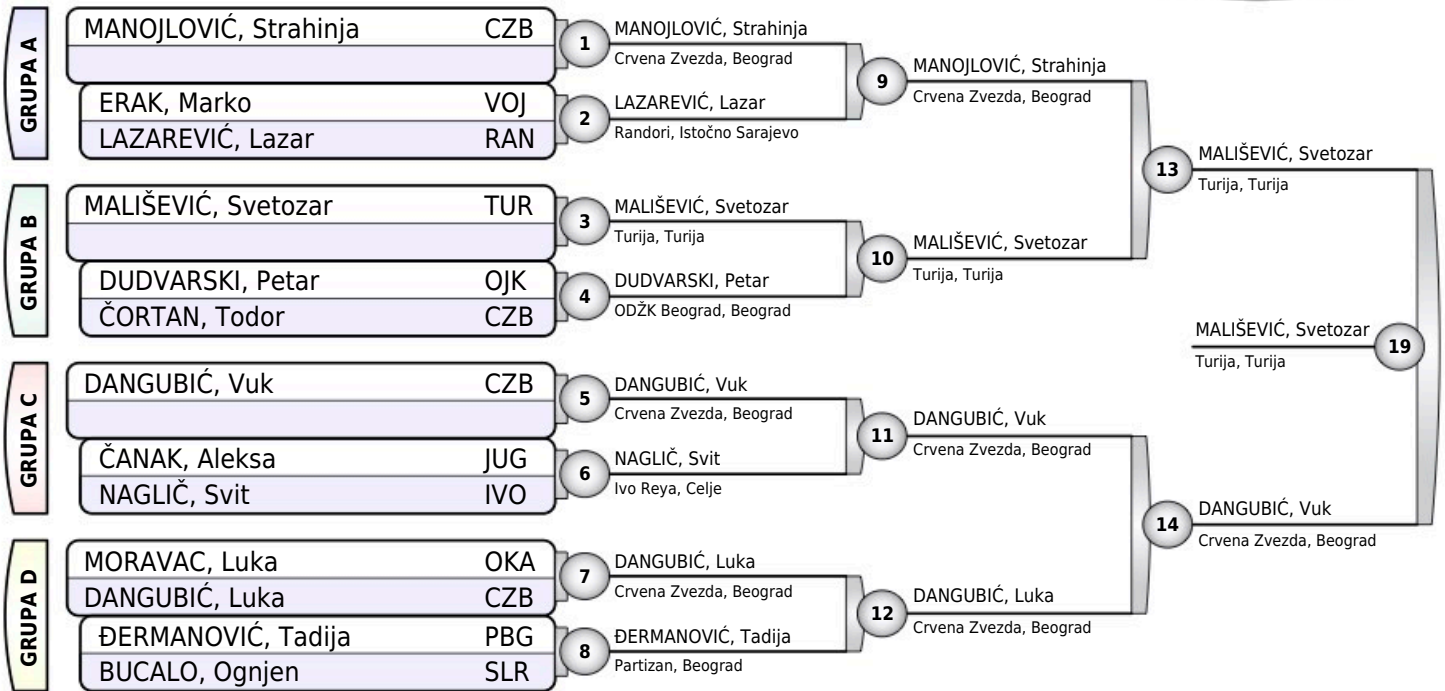 GRUPA A
MANOJLOVIĆ, Strahinja CZB
ERAK, Marko VOJ
LAZAREVIĆ, Lazar RAN
GRUPA B
MALIŠEVIĆ, Svetozar TUR
DUDVARSKI, Petar OJK
ČORTAN, Todor CZB
GRUPA C
DANGUBIĆ, Vuk CZB
ČANAK, Aleksa JUG
NAGLIČ, Svit IVO
GRUPA D
MORAVAC, Luka OKA
DANGUBIĆ, Luka CZB
ĐERMANOVIĆ, Tadija PBG
BUCALO, Ognjen SLR
1
MANOJLOVIĆ, Strahinja
Crvena Zvezda, Beograd
2
LAZAREVIĆ, Lazar
Randori, Istočno Sarajevo
3
MALIŠEVIĆ, Svetozar
Turija, Turija
4
DUDVARSKI, Petar
ODŽK Beograd, Beograd
5
DANGUBIĆ, Vuk
Crvena Zvezda, Beograd
6
NAGLIČ, Svit
Ivo Reya, Celje
7
DANGUBIĆ, Luka
Crvena Zvezda, Beograd
8
ĐERMANOVIĆ, Tadija
Partizan, Beograd
9
MANOJLOVIĆ, Strahinja
Crvena Zvezda, Beograd
10
MALIŠEVIĆ, Svetozar
Turija, Turija
11
DANGUBIĆ, Vuk
Crvena Zvezda, Beograd
12
DANGUBIĆ, Luka
Crvena Zvezda, Beograd
13
MALIŠEVIĆ, Svetozar
Turija, Turija
14
DANGUBIĆ, Vuk
Crvena Zvezda, Beograd
MALIŠEVIĆ, Svetozar
Turija, Turija
19